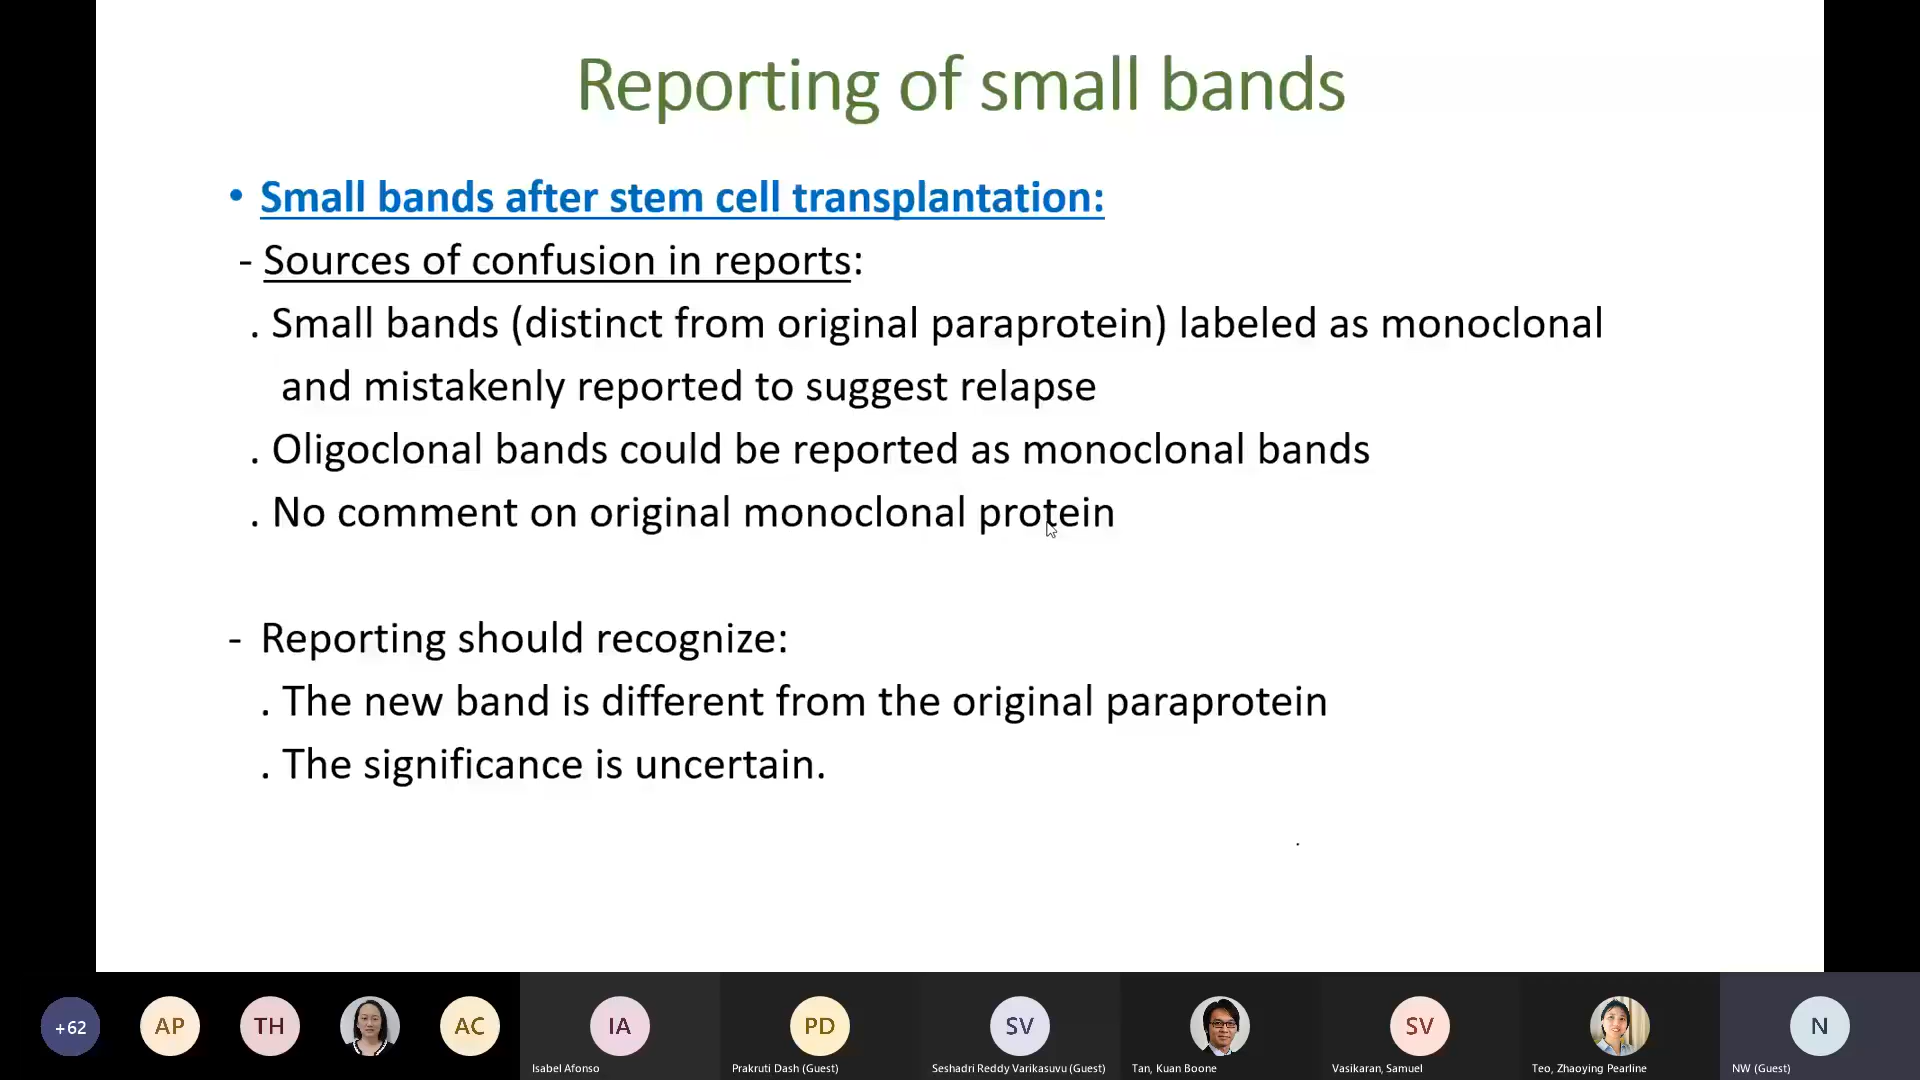 Reporting of small bands
• Small bands after stem cell transplantation:
- Sources of confusion in reports:
. Small bands (distinct from original paraprotein) labeled as monoclonal
and mistakenly reported to suggest relapse
. Oligoclonal bands could be reported as monoclonal bands
. No comment on original monoclonal protein
- Reporting should recognize:
. The new band is different from the original paraprotein
. The significance is uncertain.
.
+62 AP TH AC IA PD SV SV N
Isabel Afonso Prakruti Dash (Guest) Seshadri Reddy Varikasuvu (Guest) Tan, Kuan Boone Vasikaran, Samuel Teo, Zhaoying Pearline NW (Guest)